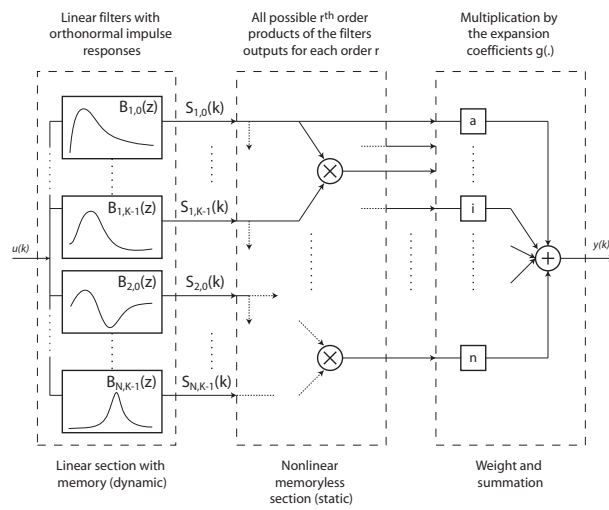 Linear filters with
orthonormal impulse
responses
All possible rth order
products of the filters
outputs for each order r
Multiplication by
the expansion
coefficients g(.)
B1,0(z)
S1,0(k)
a
B1,K-1(z)
S1,K-1(k)
i
u(k)
y(k)
B2,0(z)
S2,0(k)
n
BN,K-1(z)
SN,K-1(k)
Linear section with
memory (dynamic)
Nonlinear
memoryless
section (static)
Weight and
summation